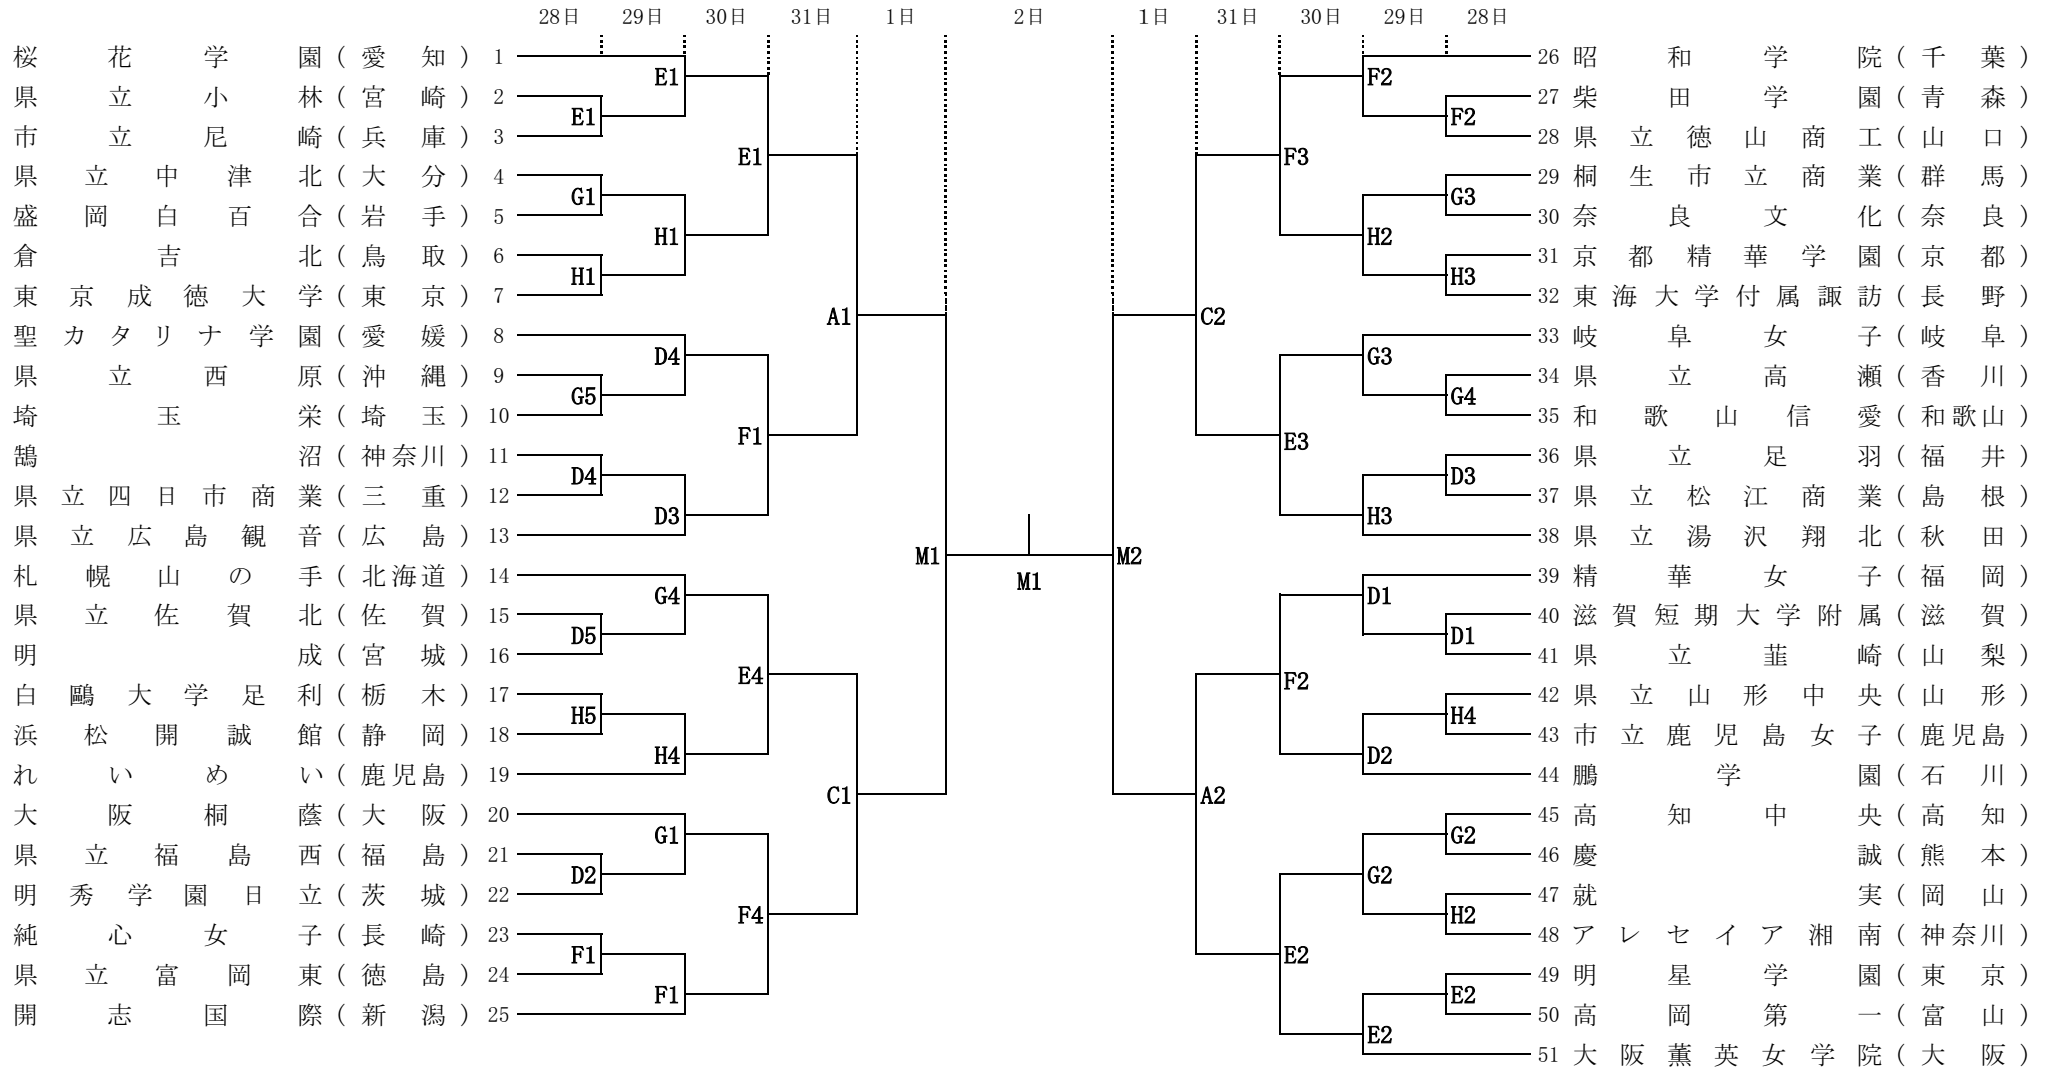 28日 29日 30日 31日 1日 2日 1日 31日 30日 29日 28日
桜花学園(愛知) 1
E1
県立小林(宮崎) 2
E1
市立尼崎(兵庫) 3
E1
県立中津北(大分) 4
G1
盛岡白百合(岩手) 5
H1
倉吉北(鳥取) 6
H1
東京成徳大学(東京) 7
A1
聖カタリナ学園(愛媛) 8
D4
県立西原(沖縄) 9
G5
埼玉栄(埼玉) 10
F1
鵠沼(神奈川) 11
D4
県立四日市商業(三重) 12
D3
県立広島観音(広島) 13
M1
札幌山の手(北海道) 14
G4
県立佐賀北(佐賀) 15
D5
明成(宮城) 16
E4
白鷗大学足利(栃木) 17
H5
浜松開誠館(静岡) 18
H4
れいめい(鹿児島) 19
C1
大阪桐蔭(大阪) 20
G1
県立福島西(福島) 21
D2
明秀学園日立(茨城) 22
F4
純心女子(長崎) 23
F1
県立富岡東(徳島) 24
F1
開志国際(新潟) 25
M1
26 昭和学院(千葉)
F2
27 柴田学園(青森)
F2
28 県立徳山商工(山口)
F3
29 桐生市立商業(群馬)
G3
30 奈良文化(奈良)
H2
31 京都精華学園(京都)
H3
32 東海大学付属諏訪(長野)
C2
33 岐阜女子(岐阜)
G3
34 県立高瀬(香川)
G4
35 和歌山信愛(和歌山)
E3
36 県立足羽(福井)
D3
37 県立松江商業(島根)
H3
38 県立湯沢翔北(秋田)
M2
39 精華女子(福岡)
D1
40 滋賀短期大学附属(滋賀)
D1
41 県立韮崎(山梨)
F2
42 県立山形中央(山形)
H4
43 市立鹿児島女子(鹿児島)
D2
44 鵬学園(石川)
A2
45 高知中央(高知)
G2
46 慶誠(熊本)
G2
47 就実(岡山)
H2
48 アレセイア湘南(神奈川)
E2
49 明星学園(東京)
E2
50 高岡第一(富山)
E2
51 大阪薫英女学院(大阪)